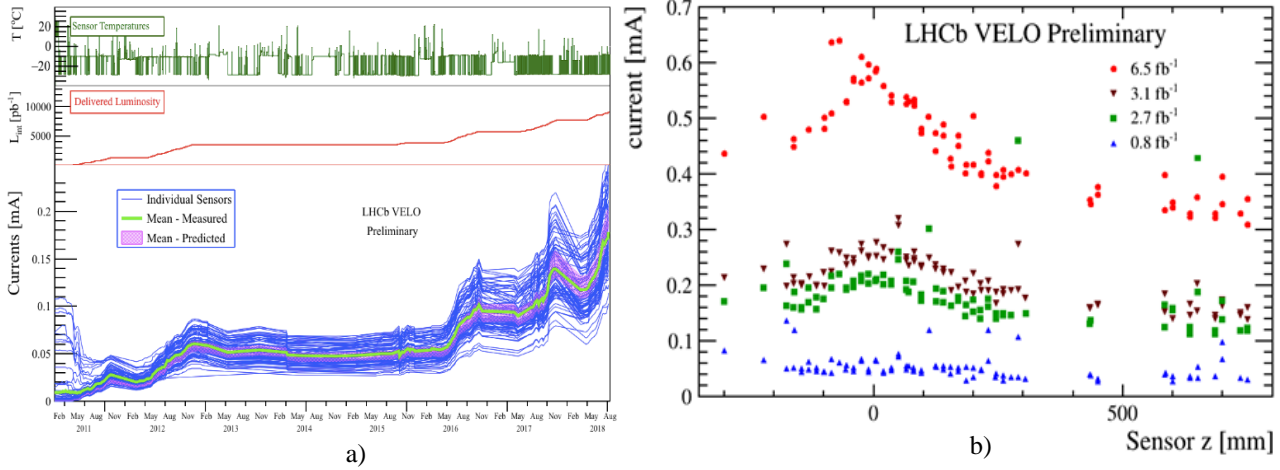 Sensor Temperatures
T [°C]
20
0
−20
Delivered Luminosity
L_int [pb⁻¹]
10000
5000
Individual Sensors
Mean - Measured
Mean - Predicted
LHCb VELO
Preliminary
Currents [mA]
0.2
0.15
0.1
0.05
0
Feb May Aug Nov Feb May Aug Nov Feb May Aug Nov Feb May Aug Nov Feb May Aug Nov Feb May Aug Nov Feb May Aug Nov Feb May Aug
2011 2012 2013 2014 2015 2016 2017 2018
a)
LHCb VELO Preliminary
6.5 fb⁻¹
3.1 fb⁻¹
2.7 fb⁻¹
0.8 fb⁻¹
current [mA]
0.7
0.6
0.5
0.4
0.3
0.2
0.1
0
0 500
Sensor z [mm]
b)